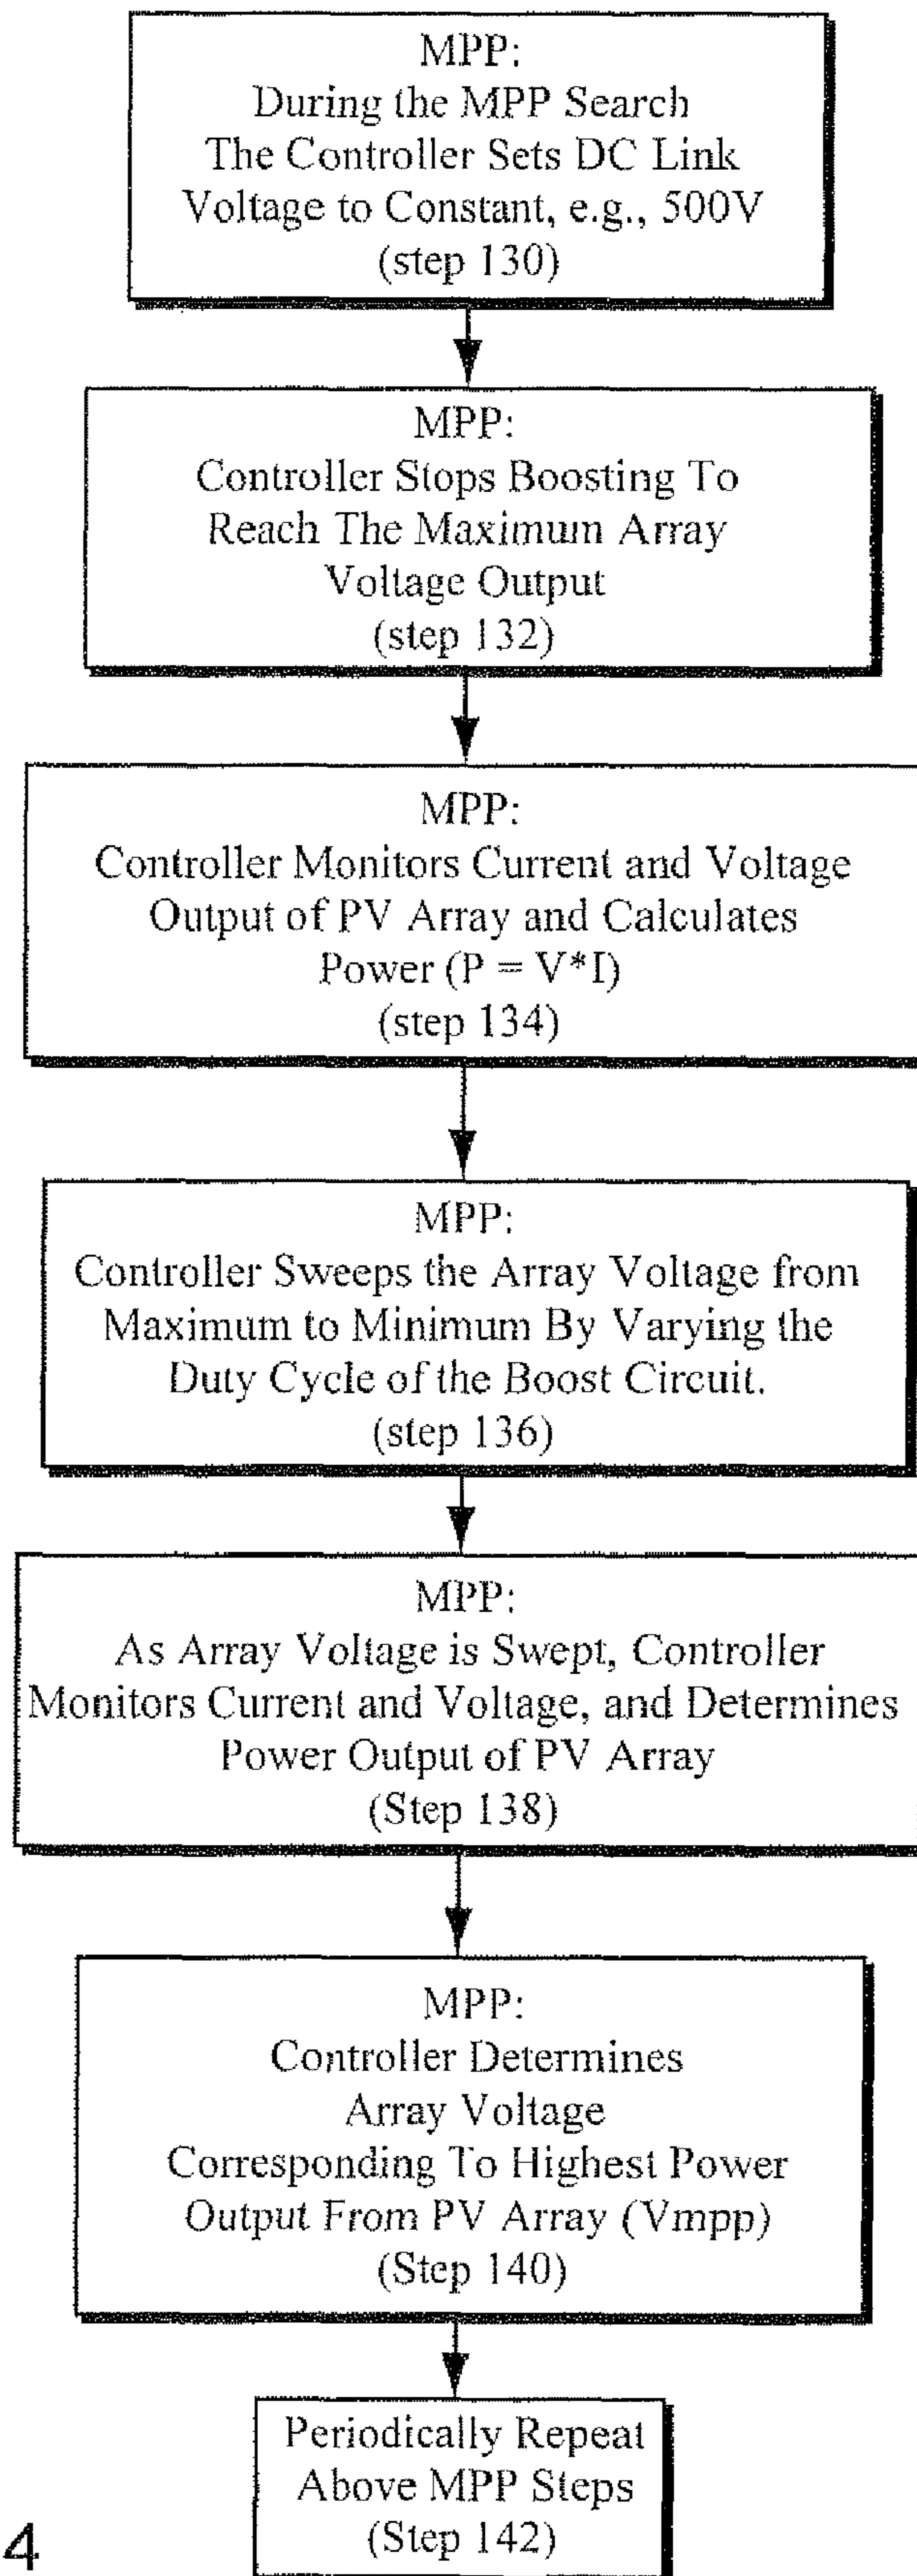 MPP:
During the MPP Search
The Controller Sets DC Link
Voltage to Constant, e.g., 500V
(step 130)
MPP:
Controller Stops Boosting To
Reach The Maximum Array
Voltage Output
(step 132)
MPP:
Controller Monitors Current and Voltage
Output of PV Array and Calculates
Power (P = V*I)
(step 134)
MPP:
Controller Sweeps the Array Voltage from
Maximum to Minimum By Varying the
Duty Cycle of the Boost Circuit.
(step 136)
MPP:
As Array Voltage is Swept, Controller
Monitors Current and Voltage, and Determines
Power Output of PV Array
(Step 138)
MPP:
Controller Determines
Array Voltage
Corresponding To Highest Power
Output From PV Array (Vmpp)
(Step 140)
Periodically Repeat
Above MPP Steps
(Step 142)
4